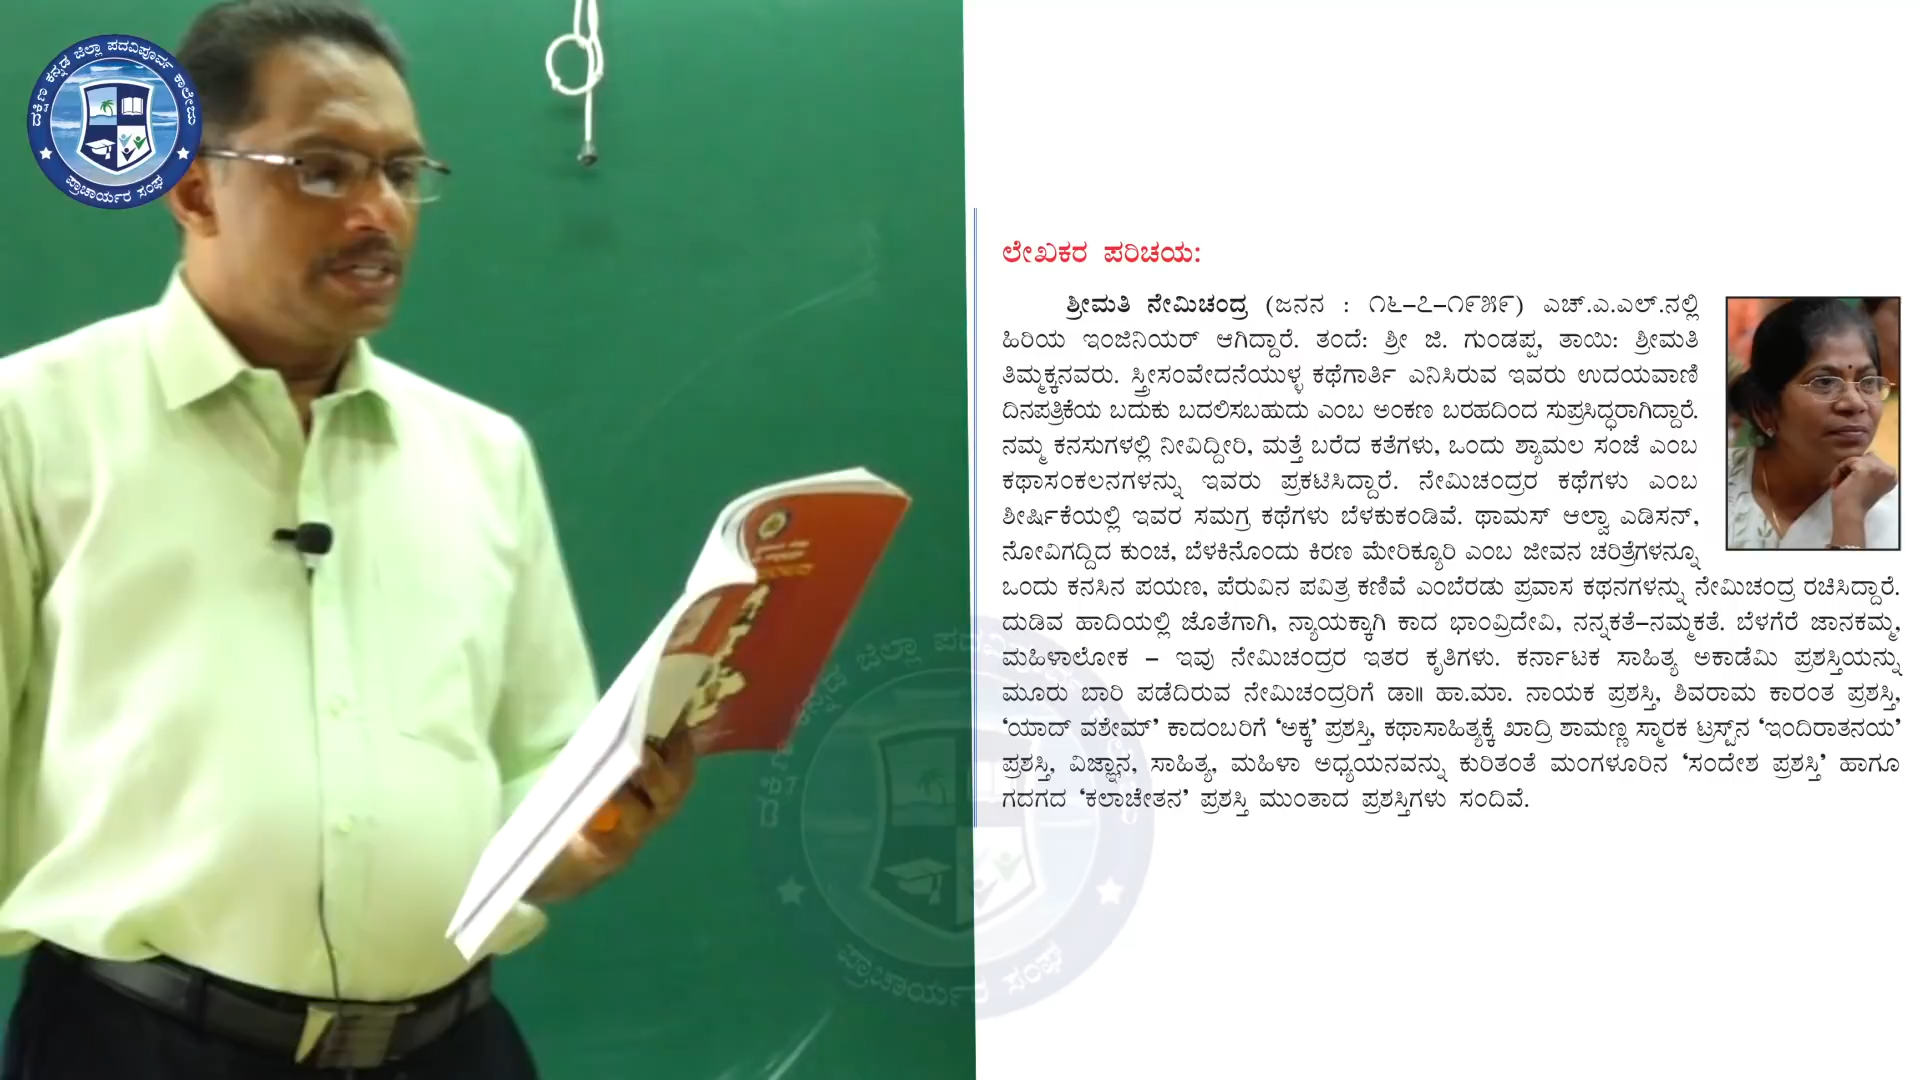 ದಕ್ಷಿಣ ಕನ್ನಡ ಜಿಲ್ಲಾ ಪದವಿಪೂರ್ವ ಕಾಲೇಜು
ಪ್ರಾಚಾರ್ಯರ ಸಂಘ
ಲೇಖಕರ ಪರಿಚಯ:
ಶ್ರೀಮತಿ ನೇಮಿಚಂದ್ರ (ಜನನ : ೧೬–೭–೧೯೫೯) ಎಚ್.ಎ.ಎಲ್.ನಲ್ಲಿ
ಹಿರಿಯ ಇಂಜಿನಿಯರ್ ಆಗಿದ್ದಾರೆ. ತಂದೆ: ಶ್ರೀ ಜಿ. ಗುಂಡಪ್ಪ, ತಾಯಿ: ಶ್ರೀಮತಿ
ತಿಮ್ಮಕ್ಕನವರು. ಸ್ತ್ರೀಸಂವೇದನೆಯುಳ್ಳ ಕಥೆಗಾರ್ತಿ ಎನಿಸಿರುವ ಇವರು ಉದಯವಾಣಿ
ದಿನಪತ್ರಿಕೆಯ ಬದುಕು ಬದಲಿಸಬಹುದು ಎಂಬ ಅಂಕಣ ಬರಹದಿಂದ ಸುಪ್ರಸಿದ್ಧರಾಗಿದ್ದಾರೆ.
ನಮ್ಮ ಕನಸುಗಳಲ್ಲಿ ನೀವಿದ್ದೀರಿ, ಮತ್ತೆ ಬರೆದ ಕತೆಗಳು, ಒಂದು ಶ್ಯಾಮಲ ಸಂಜೆ ಎಂಬ
ಕಥಾಸಂಕಲನಗಳನ್ನು ಇವರು ಪ್ರಕಟಿಸಿದ್ದಾರೆ. ನೇಮಿಚಂದ್ರರ ಕಥೆಗಳು ಎಂಬ
ಶೀರ್ಷಿಕೆಯಲ್ಲಿ ಇವರ ಸಮಗ್ರ ಕಥೆಗಳು ಬೆಳಕುಕಂಡಿವೆ. ಥಾಮಸ್ ಆಲ್ವಾ ಎಡಿಸನ್,
ನೋವಿಗದ್ದಿದ ಕುಂಚ, ಬೆಳಕಿನೊಂದು ಕಿರಣ ಮೇರಿಕ್ಯೂರಿ ಎಂಬ ಜೀವನ ಚರಿತ್ರೆಗಳನ್ನೂ
ಒಂದು ಕನಸಿನ ಪಯಣ, ಪೆರುವಿನ ಪವಿತ್ರ ಕಣಿವೆ ಎಂಬೆರಡು ಪ್ರವಾಸ ಕಥನಗಳನ್ನು ನೇಮಿಚಂದ್ರ ರಚಿಸಿದ್ದಾರೆ.
ದುಡಿವ ಹಾದಿಯಲ್ಲಿ ಜೊತೆಗಾಗಿ, ನ್ಯಾಯಕ್ಕಾಗಿ ಕಾದ ಭಾಂವ್ರಿದೇವಿ, ನನ್ನಕತೆ–ನಮ್ಮಕತೆ. ಬೆಳಗೆರೆ ಜಾನಕಮ್ಮ,
ಮಹಿಳಾಲೋಕ – ಇವು ನೇಮಿಚಂದ್ರರ ಇತರ ಕೃತಿಗಳು. ಕರ್ನಾಟಕ ಸಾಹಿತ್ಯ ಅಕಾಡೆಮಿ ಪ್ರಶಸ್ತಿಯನ್ನು
ಮೂರು ಬಾರಿ ಪಡೆದಿರುವ ನೇಮಿಚಂದ್ರರಿಗೆ ಡಾ॥ ಹಾ.ಮಾ. ನಾಯಕ ಪ್ರಶಸ್ತಿ, ಶಿವರಾಮ ಕಾರಂತ ಪ್ರಶಸ್ತಿ,
‘ಯಾದ್ ವಶೇಮ್’ ಕಾದಂಬರಿಗೆ ‘ಅಕ್ಕ’ ಪ್ರಶಸ್ತಿ, ಕಥಾಸಾಹಿತ್ಯಕ್ಕೆ ಖಾದ್ರಿ ಶಾಮಣ್ಣ ಸ್ಮಾರಕ ಟ್ರಸ್ಟ್‌ನ ‘ಇಂದಿರಾತನಯ’
ಪ್ರಶಸ್ತಿ, ವಿಜ್ಞಾನ, ಸಾಹಿತ್ಯ, ಮಹಿಳಾ ಅಧ್ಯಯನವನ್ನು ಕುರಿತಂತೆ ಮಂಗಳೂರಿನ ‘ಸಂದೇಶ ಪ್ರಶಸ್ತಿ’ ಹಾಗೂ
ಗದಗದ ‘ಕಲಾಚೇತನ’ ಪ್ರಶಸ್ತಿ ಮುಂತಾದ ಪ್ರಶಸ್ತಿಗಳು ಸಂದಿವೆ.